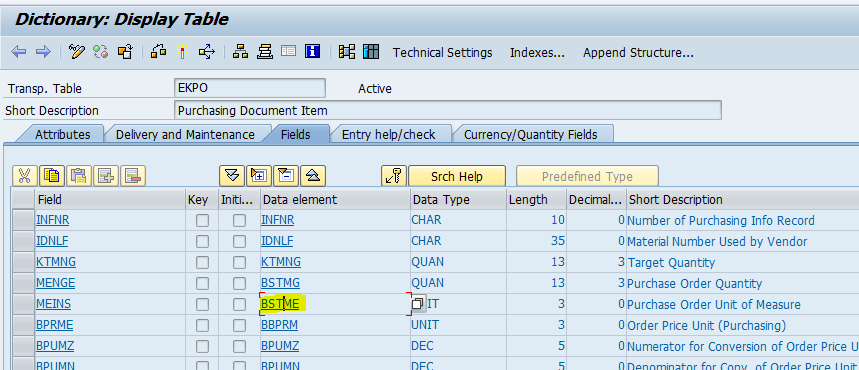 Dictionary: Display Table
Technical Settings Indexes... Append Structure...
Transp. Table EKPO Active
Short Description Purchasing Document Item
Attributes Delivery and Maintenance Fields Entry help/check Currency/Quantity Fields
Srch Help Predefined Type
Field Key Initi... Data element Data Type Length Decimal... Short Description
INFNR INFNR CHAR 10 0 Number of Purchasing Info Record
IDNLF IDNLF CHAR 35 0 Material Number Used by Vendor
KTMNG KTMNG QUAN 13 3 Target Quantity
MENGE BSTMG QUAN 13 3 Purchase Order Quantity
MEINS BSTME 3 0 Purchase Order Unit of Measure
BPRME BBPRM UNIT 3 0 Order Price Unit (Purchasing)
BPUMZ BPUMZ DEC 5 0 Numerator for Conversion of Order Price U
BPUMN BPUMN DEC 5 0 Denominator for Conv. of Order Price Unit